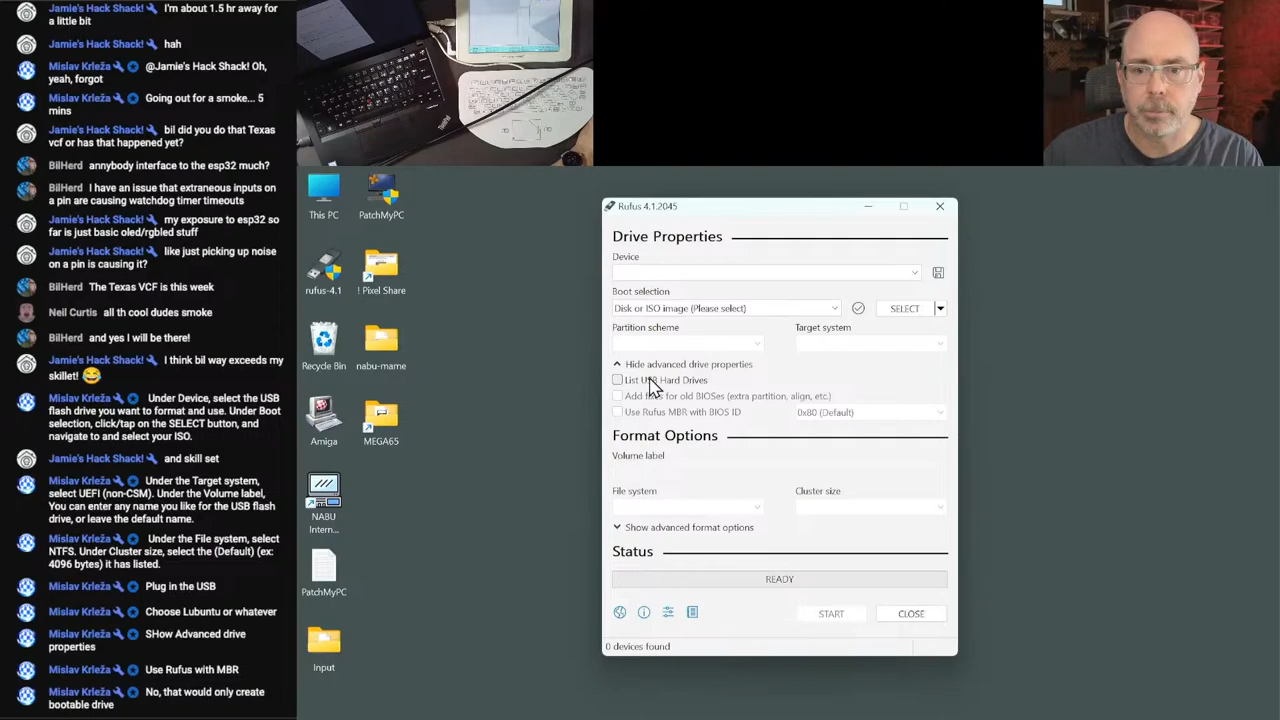 Jamie's Hack Shack! I'm about 1.5 hr away for
a little bit
Jamie's Hack Shack! hah
Mislav Krleža @Jamie's Hack Shack! Oh,
yeah, forgot
Mislav Krleža Going out for a smoke... 5
mins
Jamie's Hack Shack! bil did you do that Texas
vcf or has that happened yet?
BilHerd annybody interface to the esp32 much?
BilHerd I have an issue that extraneous inputs on
a pin are causing watchdog timer timeouts
Jamie's Hack Shack! my exposure to esp32 so
far is just basic oled/rgbled stuff
Jamie's Hack Shack! like just picking up noise
on a pin is causing it?
BilHerd The Texas VCF is this week
Neil Curtis all th cool dudes smoke
BilHerd and yes I will be there!
Jamie's Hack Shack! I think bil way exceeds my
skillet! 😂
Mislav Krleža Under Device, select the USB
flash drive you want to format and use. Under Boot
selection, click/tap on the SELECT button, and
navigate to and select your ISO.
Jamie's Hack Shack! and skill set
Mislav Krleža Under the Target system,
select UEFI (non-CSM). Under the Volume label,
You can enter any name you like for the USB flash
drive, or leave the default name.
Mislav Krleža Under the File system, select
NTFS. Under Cluster size, select the (Default) (ex:
4096 bytes) it has listed.
Mislav Krleža Plug in the USB
Mislav Krleža Choose Lubuntu or whatever
Mislav Krleža SHow Advanced drive
properties
Mislav Krleža Use Rufus with MBR
Mislav Krleža No, that would only create
bootable drive
ThinkPad
This PC
PatchMyPC
rufus-4.1
! Pixel Share
Recycle Bin
nabu-mame
Amiga
MEGA65
NABU
Intern...
PatchMyPC
Input
Rufus 4.1.2045
Drive Properties
Device
Boot selection
Disk or ISO image (Please select)
SELECT
Partition scheme
Target system
Hide advanced drive properties
List USB Hard Drives
Add fixes for old BIOSes (extra partition, align, etc.)
Use Rufus MBR with BIOS ID
0x80 (Default)
Format Options
Volume label
File system
Cluster size
Show advanced format options
Status
READY
START
CLOSE
0 devices found